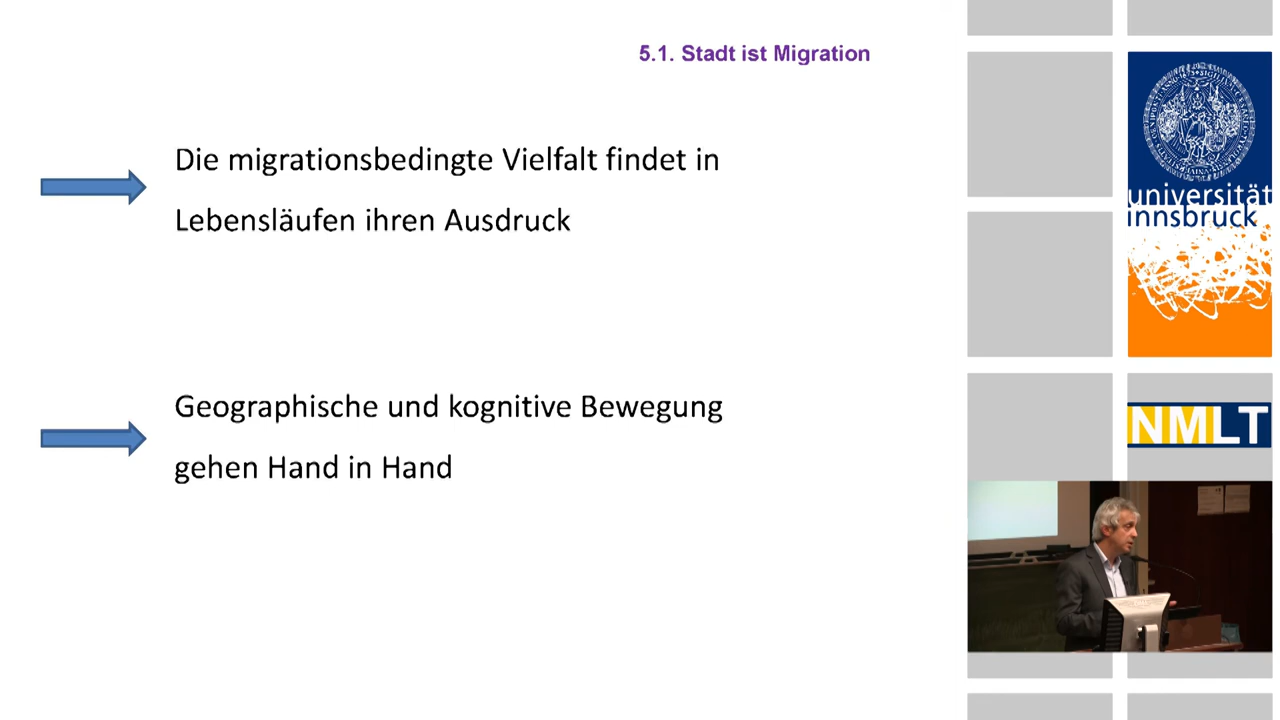 5.1. Stadt ist Migration
Die migrationsbedingte Vielfalt findet in
Lebensläufen ihren Ausdruck
Geographische und kognitive Bewegung
gehen Hand in Hand
universität
innsbruck
NMLT